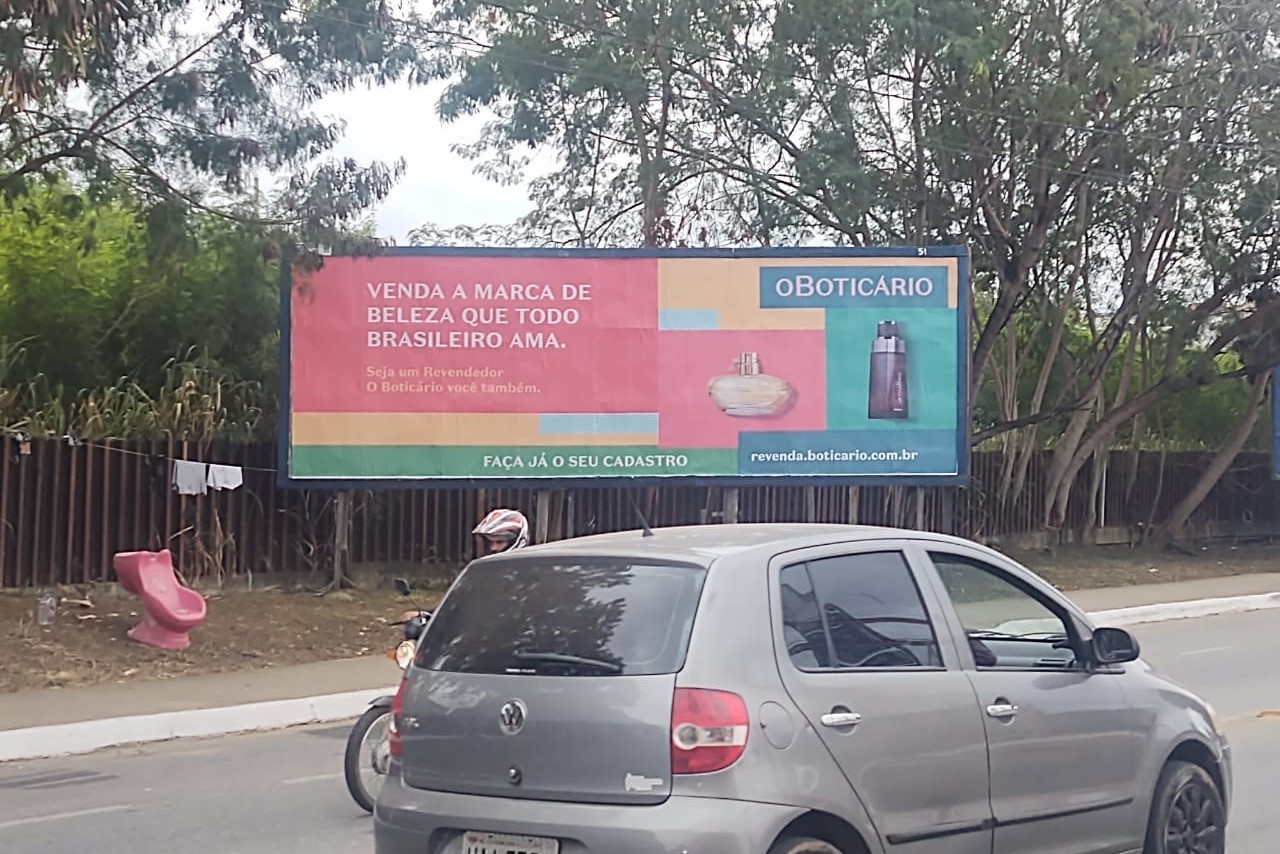 51
VENDA A MARCA DE
BELEZA QUE TODO
BRASILEIRO AMA.
Seja um Revendedor
O Boticário você também.
OBOTICÁRIO
FAÇA JÁ O SEU CADASTRO
revenda.boticario.com.br